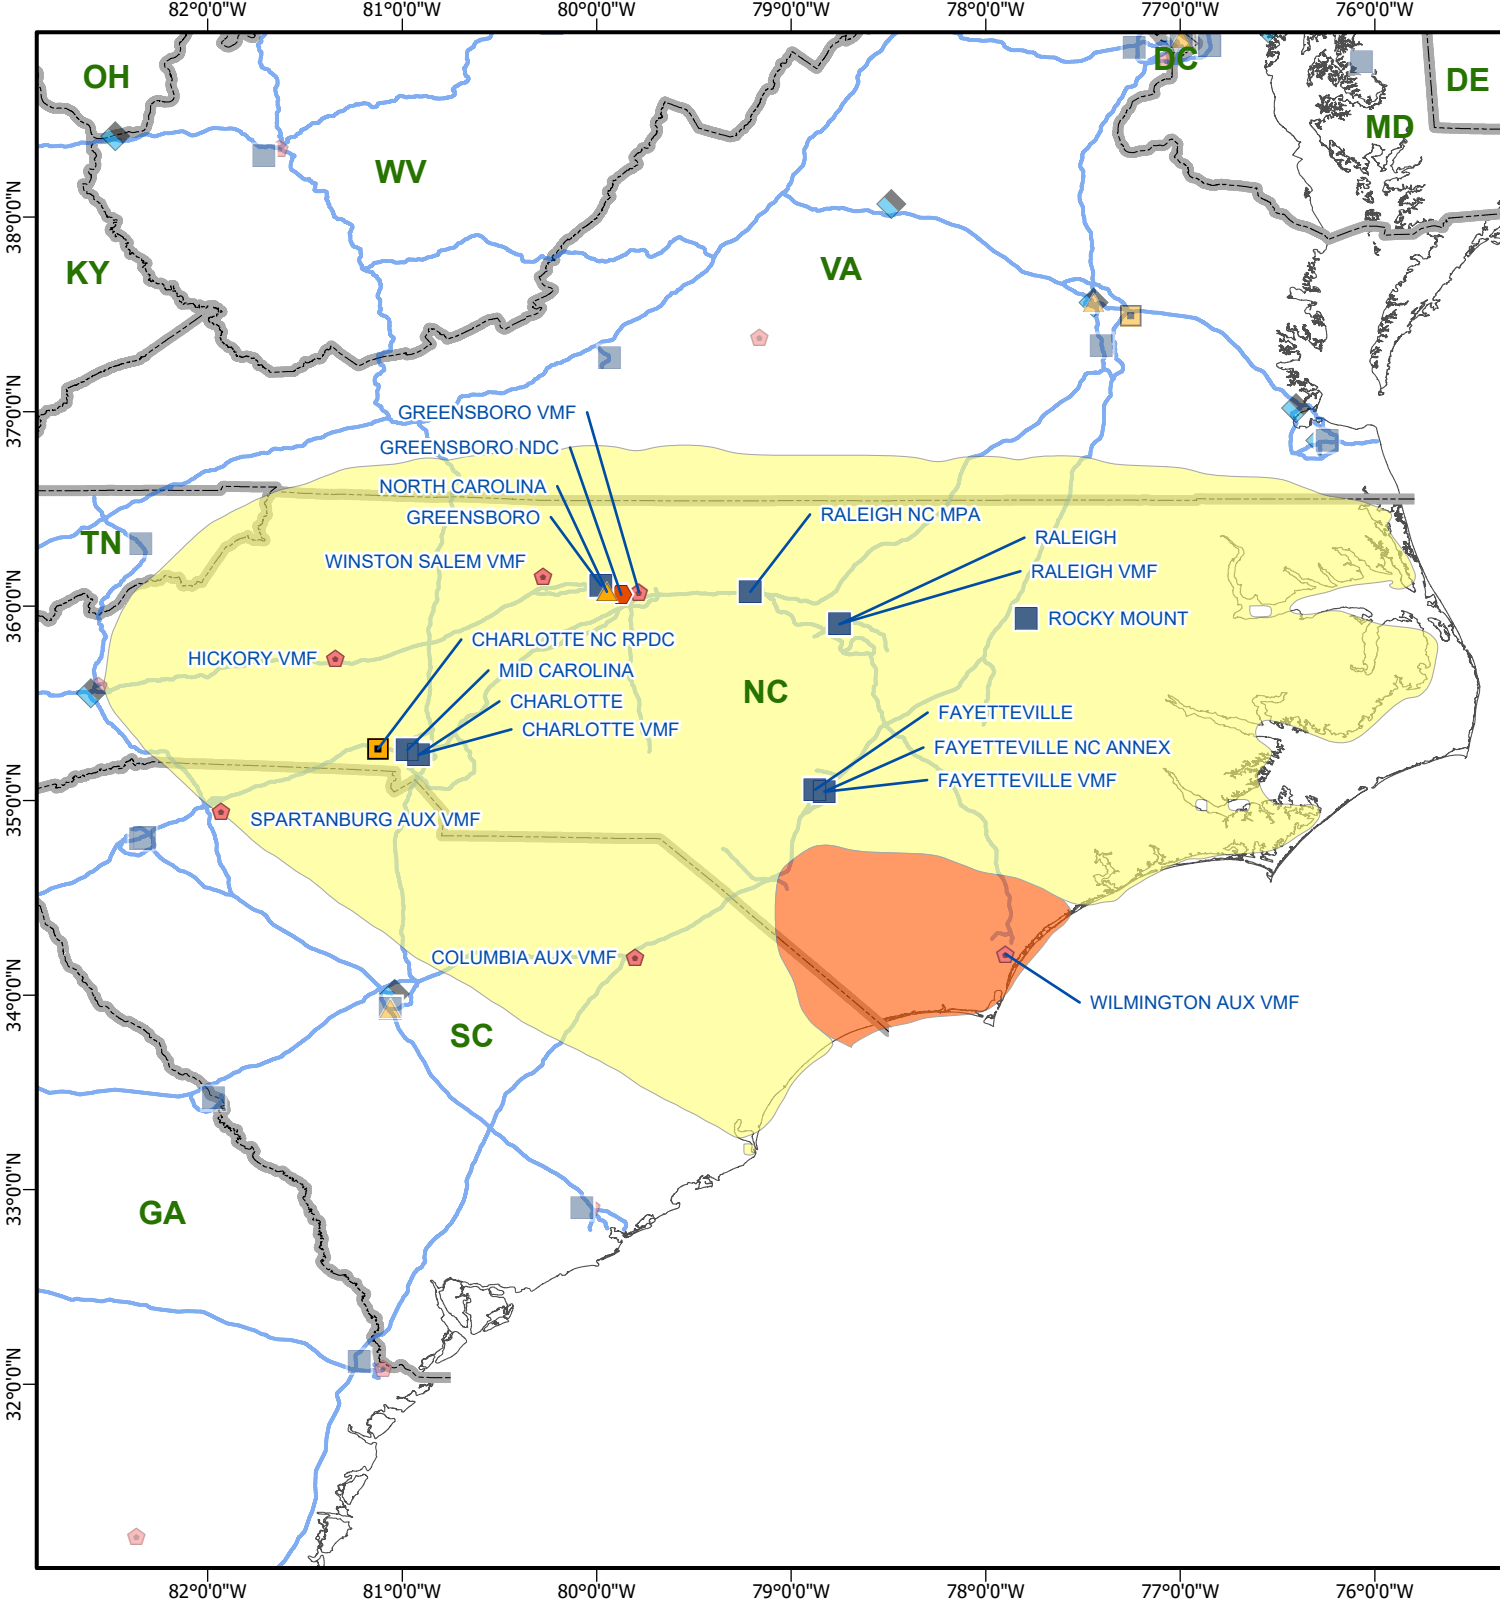 82°0'0"W
81°0'0"W
80°0'0"W
79°0'0"W
78°0'0"W
77°0'0"W
76°0'0"W
OH
DC
DE
MD
WV
38°0'0"N
KY
VA
37°0'0"N
GREENSBORO VMF
GREENSBORO NDC
NORTH CAROLINA
GREENSBORO
RALEIGH NC MPA
RALEIGH
TN
WINSTON SALEM VMF
RALEIGH VMF
36°0'0"N
ROCKY MOUNT
CHARLOTTE NC RPDC
HICKORY VMF
MID CAROLINA
NC
CHARLOTTE
FAYETTEVILLE
CHARLOTTE VMF
FAYETTEVILLE NC ANNEX
FAYETTEVILLE VMF
35°0'0"N
SPARTANBURG AUX VMF
COLUMBIA AUX VMF
34°0'0"N
WILMINGTON AUX VMF
SC
33°0'0"N
GA
32°0'0"N
82°0'0"W
81°0'0"W
80°0'0"W
79°0'0"W
78°0'0"W
77°0'0"W
76°0'0"W